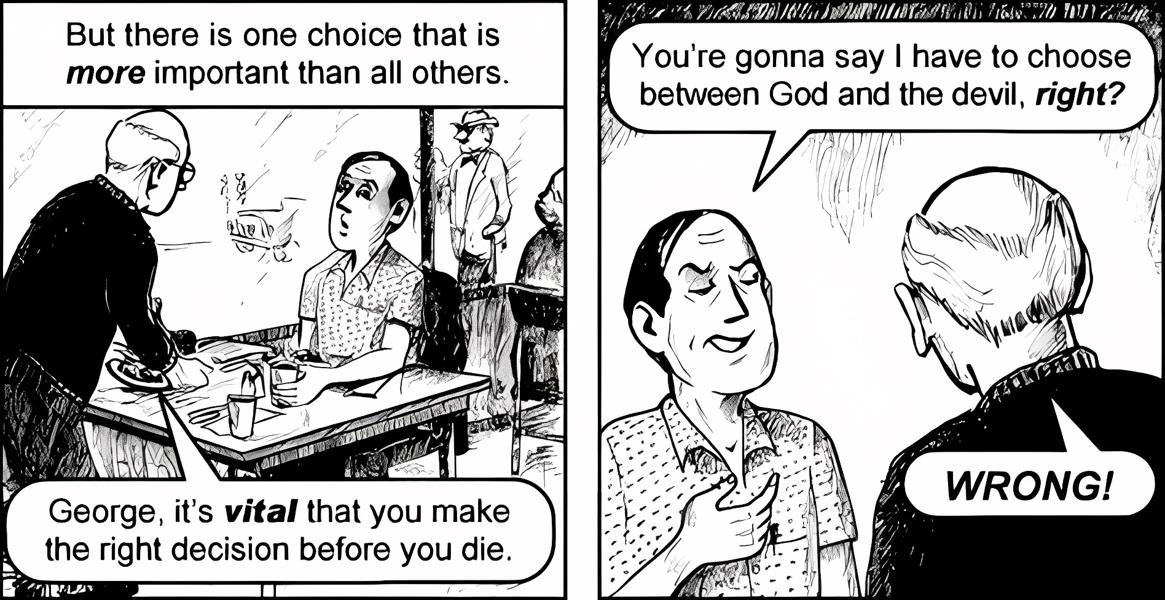 But there is one choice that is
more important than all others.
George, it's vital that you make
the right decision before you die.
You're gonna say I have to choose
between God and the devil, right?
WRONG!